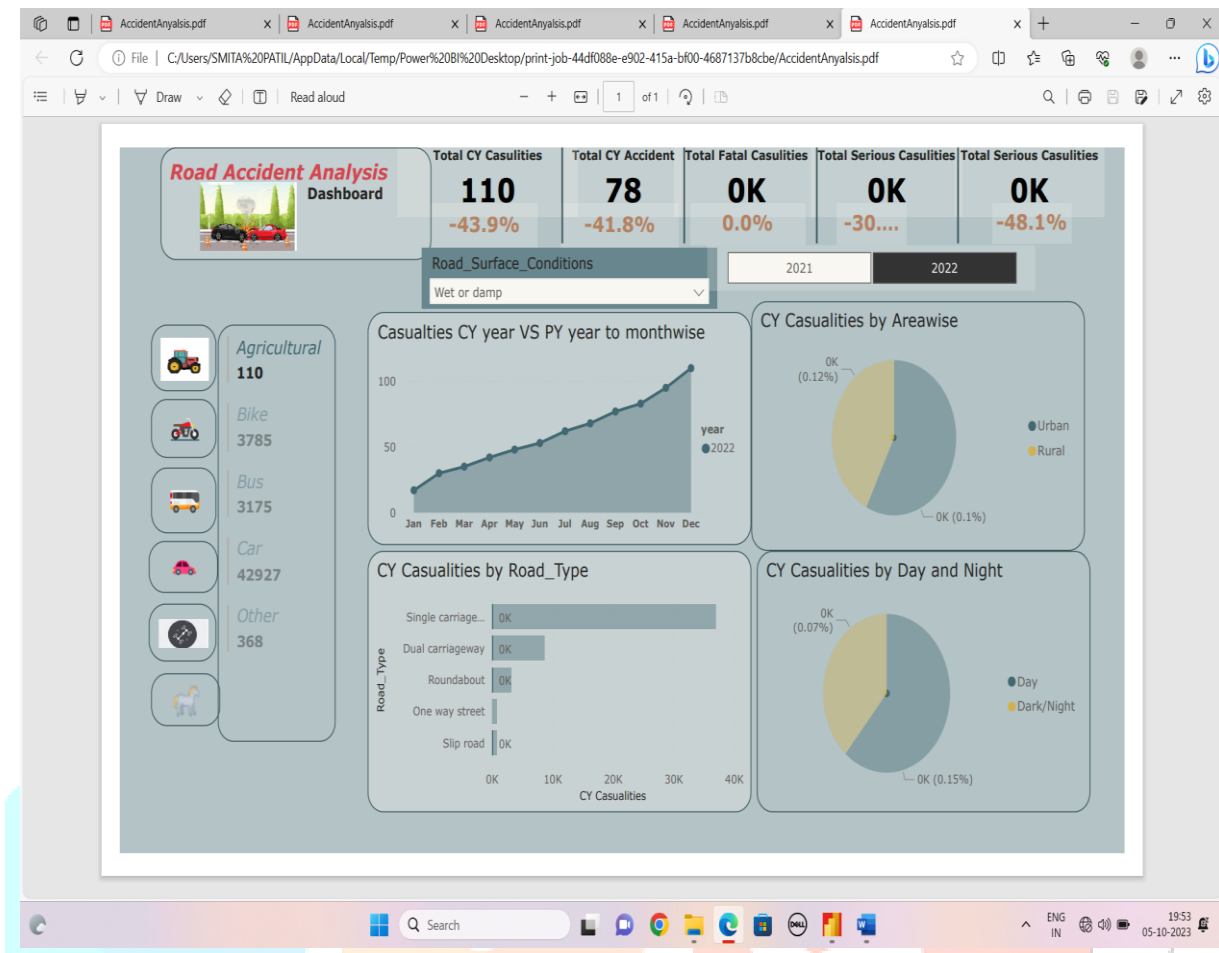 AccidentAnyalsis.pdf
AccidentAnyalsis.pdf
AccidentAnyalsis.pdf
AccidentAnyalsis.pdf
AccidentAnyalsis.pdf
File | C:/Users/SMITA%20PATIL/AppData/Local/Temp/Power%20BI%20Desktop/print-job-44df088e-e902-415a-bf00-4687137b8cbe/AccidentAnyalsis.pdf
Draw
Read aloud
1 of 1
Road Accident Analysis
Dashboard
Total CY Casulities
110
-43.9%
Total CY Accident
78
-41.8%
Total Fatal Casulities
0K
0.0%
Total Serious Casulities
0K
-30....
Total Serious Casulities
0K
-48.1%
Road_Surface_Conditions
Wet or damp
2021
2022
Agricultural
110
Bike
3785
Bus
3175
Car
42927
Other
368
Casualties CY year VS PY year to monthwise
100
50
0
Jan Feb Mar Apr May Jun Jul Aug Sep Oct Nov Dec
year
2022
CY Casualities by Areawise
0K
(0.12%)
0K (0.1%)
Urban
Rural
CY Casualities by Road_Type
Road_Type
Single carriage... 0K
Dual carriageway 0K
Roundabout 0K
One way street
Slip road 0K
0K 10K 20K 30K 40K
CY Casualities
CY Casualities by Day and Night
0K
(0.07%)
0K (0.15%)
Day
Dark/Night
Search
DELL
ENG
IN
19:53
05-10-2023